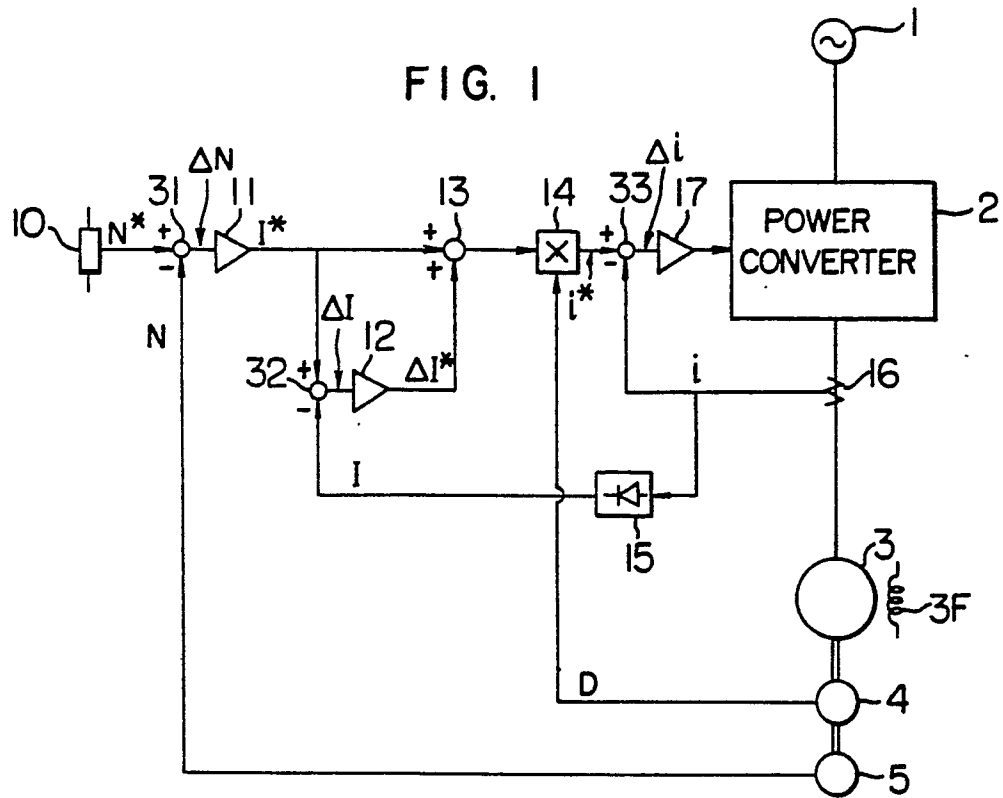 FIG. 1
1
ΔN
Δi
31
11
13
14
33
17
10
N*
+
I*
+
+
2
-
+
-
POWER
CONVERTER
i*
N
ΔI
12
ΔI*
32
+
-
i
16
I
15
3
3F
D
4
5